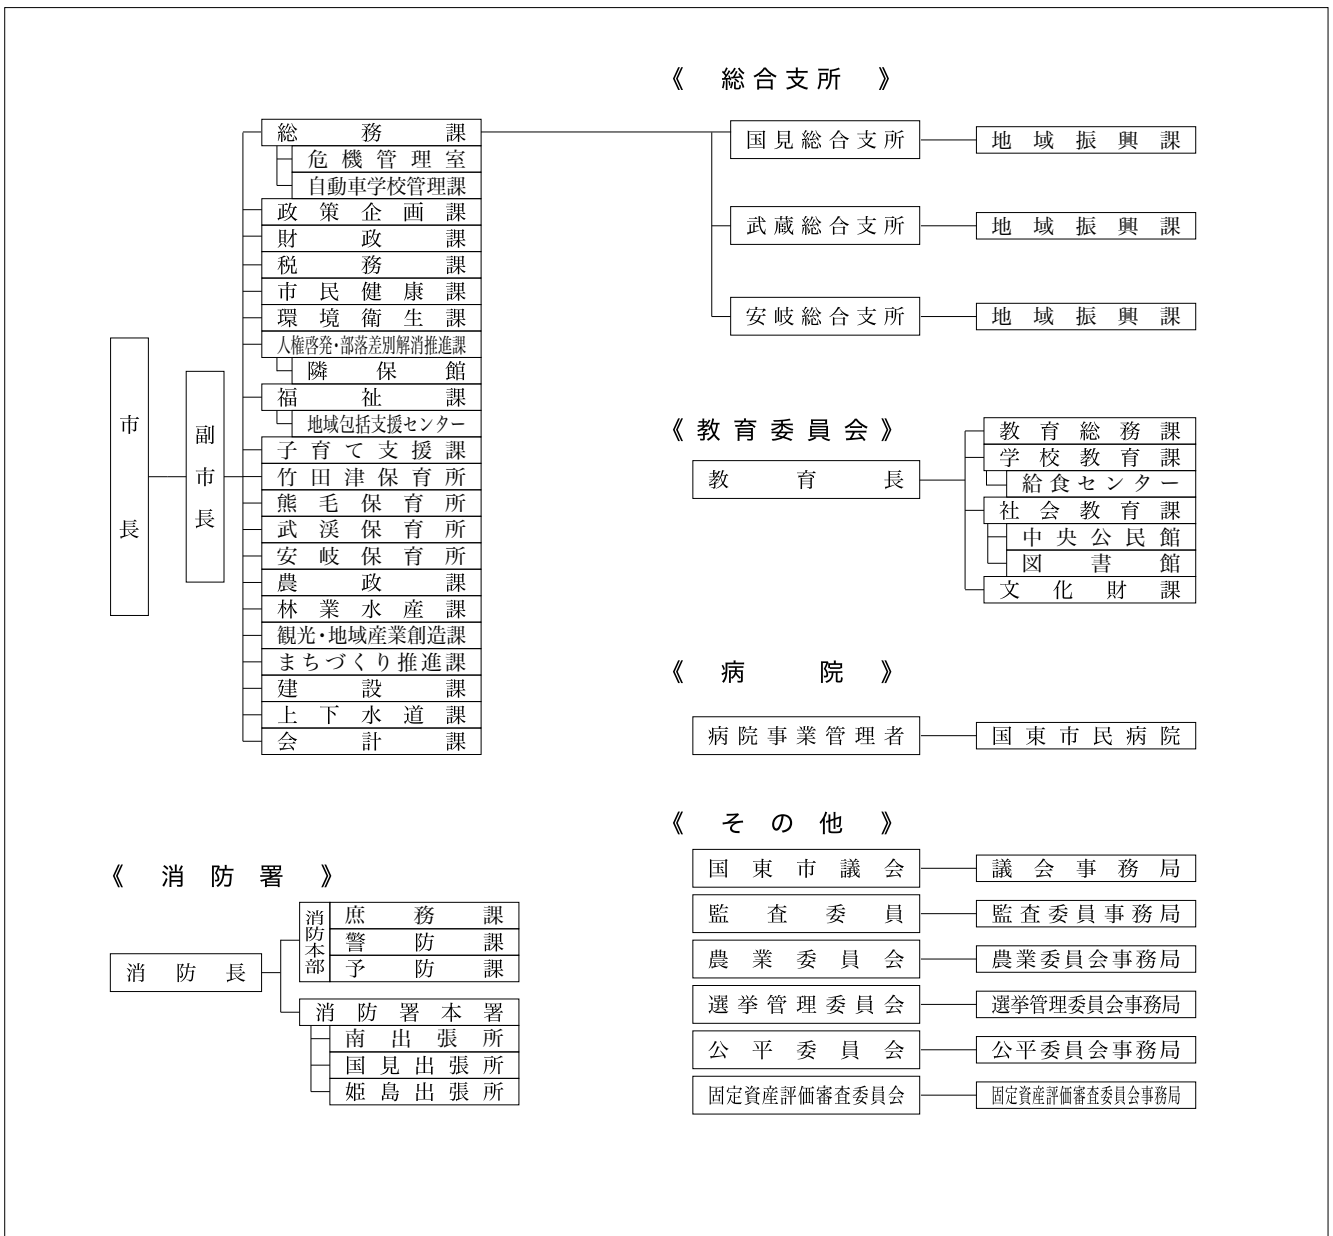 市長
副市長
総務課
危機管理室
自動車学校管理課
政策企画課
財政課
税務課
市民健康課
環境衛生課
人権啓発・部落差別解消推進課
隣保館
福祉課
地域包括支援センター
子育て支援課
竹田津保育所
熊毛保育所
武溪保育所
安岐保育所
農政課
林業水産課
観光・地域産業創造課
まちづくり推進課
建設課
上下水道課
会計課
《総合支所》
国見総合支所
地域振興課
武蔵総合支所
地域振興課
安岐総合支所
地域振興課
《教育委員会》
教育長
教育総務課
学校教育課
給食センター
社会教育課
中央公民館
図書館
文化財課
《病院》
病院事業管理者
国東市民病院
《その他》
国東市議会
議会事務局
監査委員
監査委員事務局
農業委員会
農業委員会事務局
選挙管理委員会
選挙管理委員会事務局
公平委員会
公平委員会事務局
固定資産評価審査委員会
固定資産評価審査委員会事務局
《消防署》
消防長
消防本部
庶務課
警防課
予防課
消防署本署
南出張所
国見出張所
姫島出張所